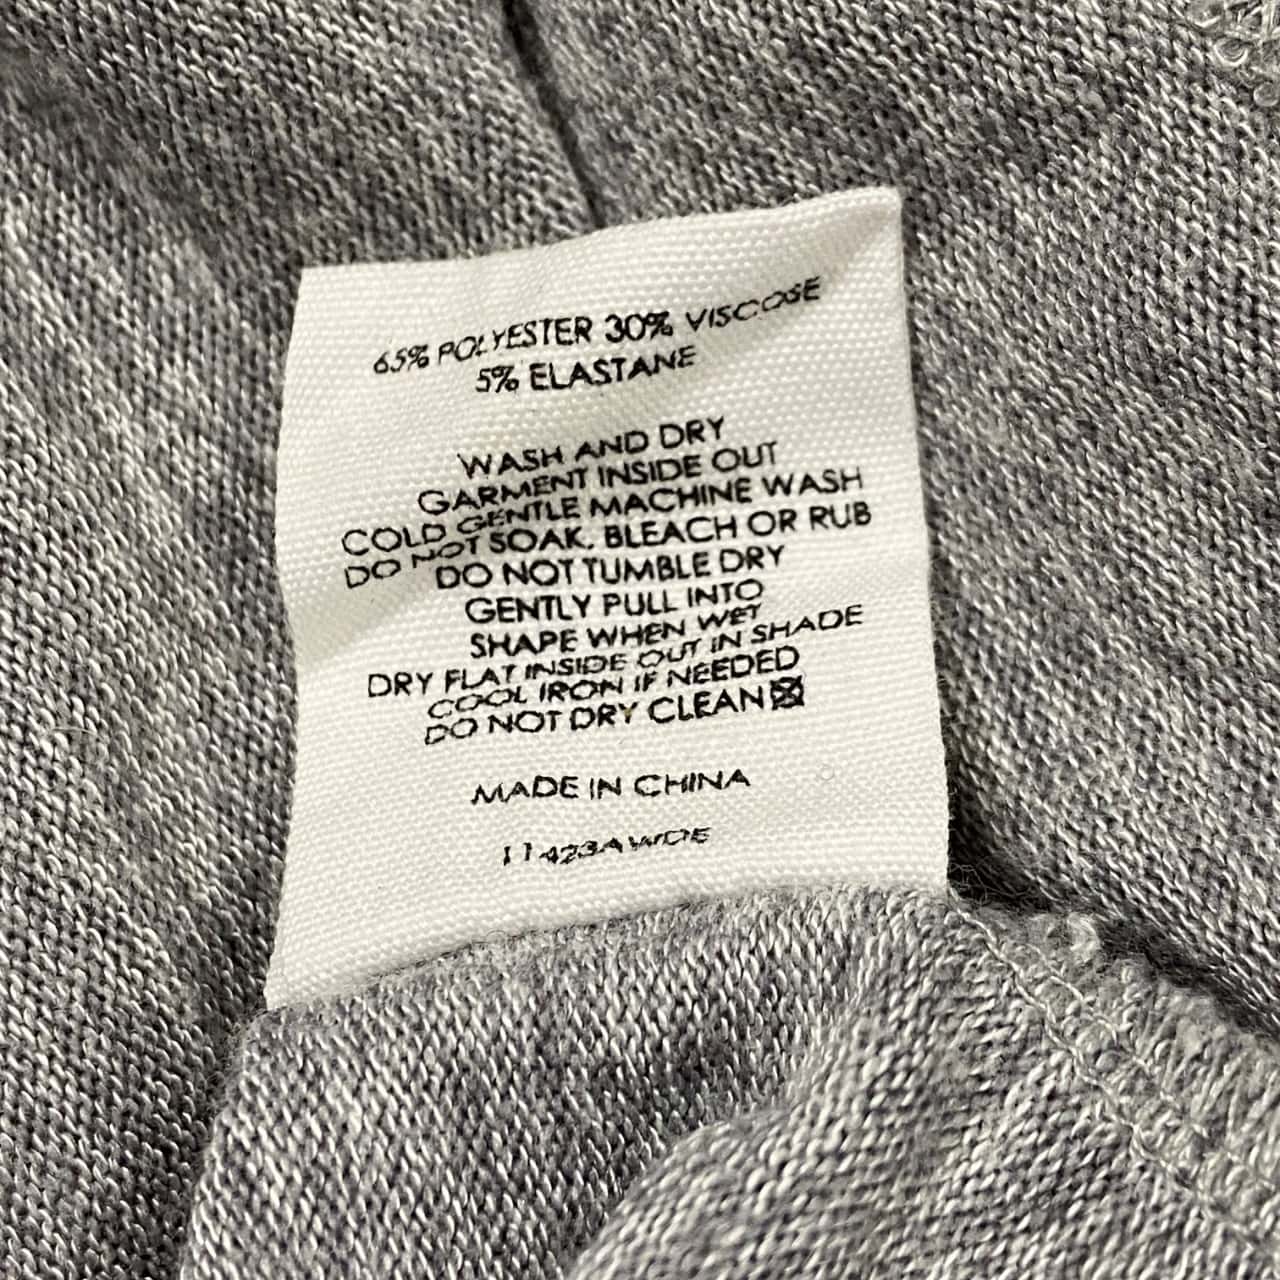 65% POLYESTER 30% VISCOSE
5% ELASTANE
WASH AND DRY
GARMENT INSIDE OUT
COLD GENTLE MACHINE WASH
DO NOT SOAK, BLEACH OR RUB
DO NOT TUMBLE DRY
GENTLY PULL INTO
SHAPE WHEN WET
DRY FLAT INSIDE OUT IN SHADE
COOL IRON IF NEEDED
DO NOT DRY CLEAN
MADE IN CHINA
11423AWDE